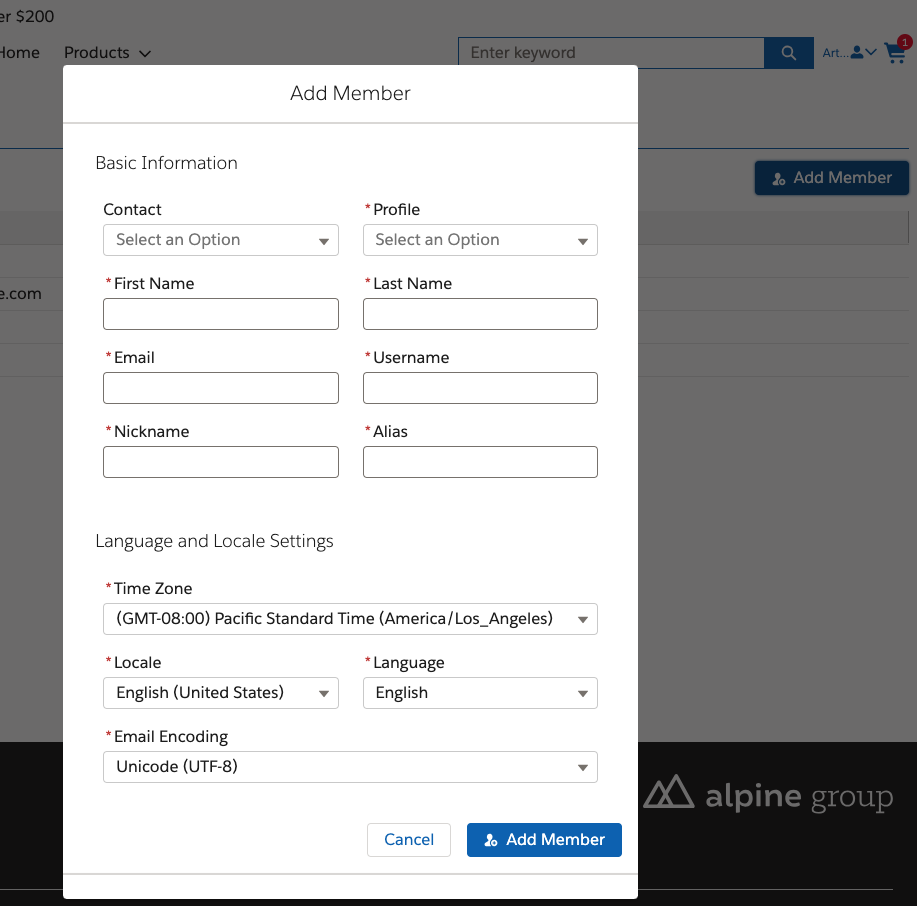 er $200
Home Products Enter keyword Art... 1
Add Member
Basic Information
Add Member
Contact *Profile
Select an Option Select an Option
*First Name *Last Name
e.com
*Email *Username
*Nickname *Alias
Language and Locale Settings
*Time Zone
(GMT-08:00) Pacific Standard Time (America/Los_Angeles)
*Locale *Language
English (United States) English
*Email Encoding
Unicode (UTF-8)
alpine group
Cancel Add Member